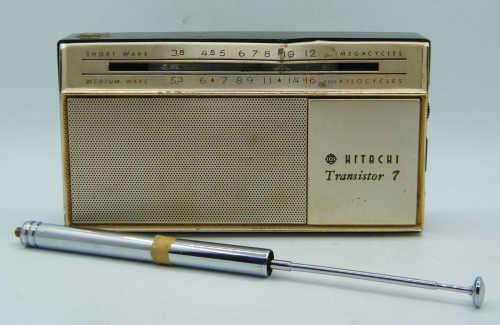 SHORT WAVE 3.8 4.5 5 6 7 8 10 12 MEGACYCLES
MEDIUM WAVE 53 6 7 8 9 11 14 16 KILOCYCLES
HITACHI
Transistor 7